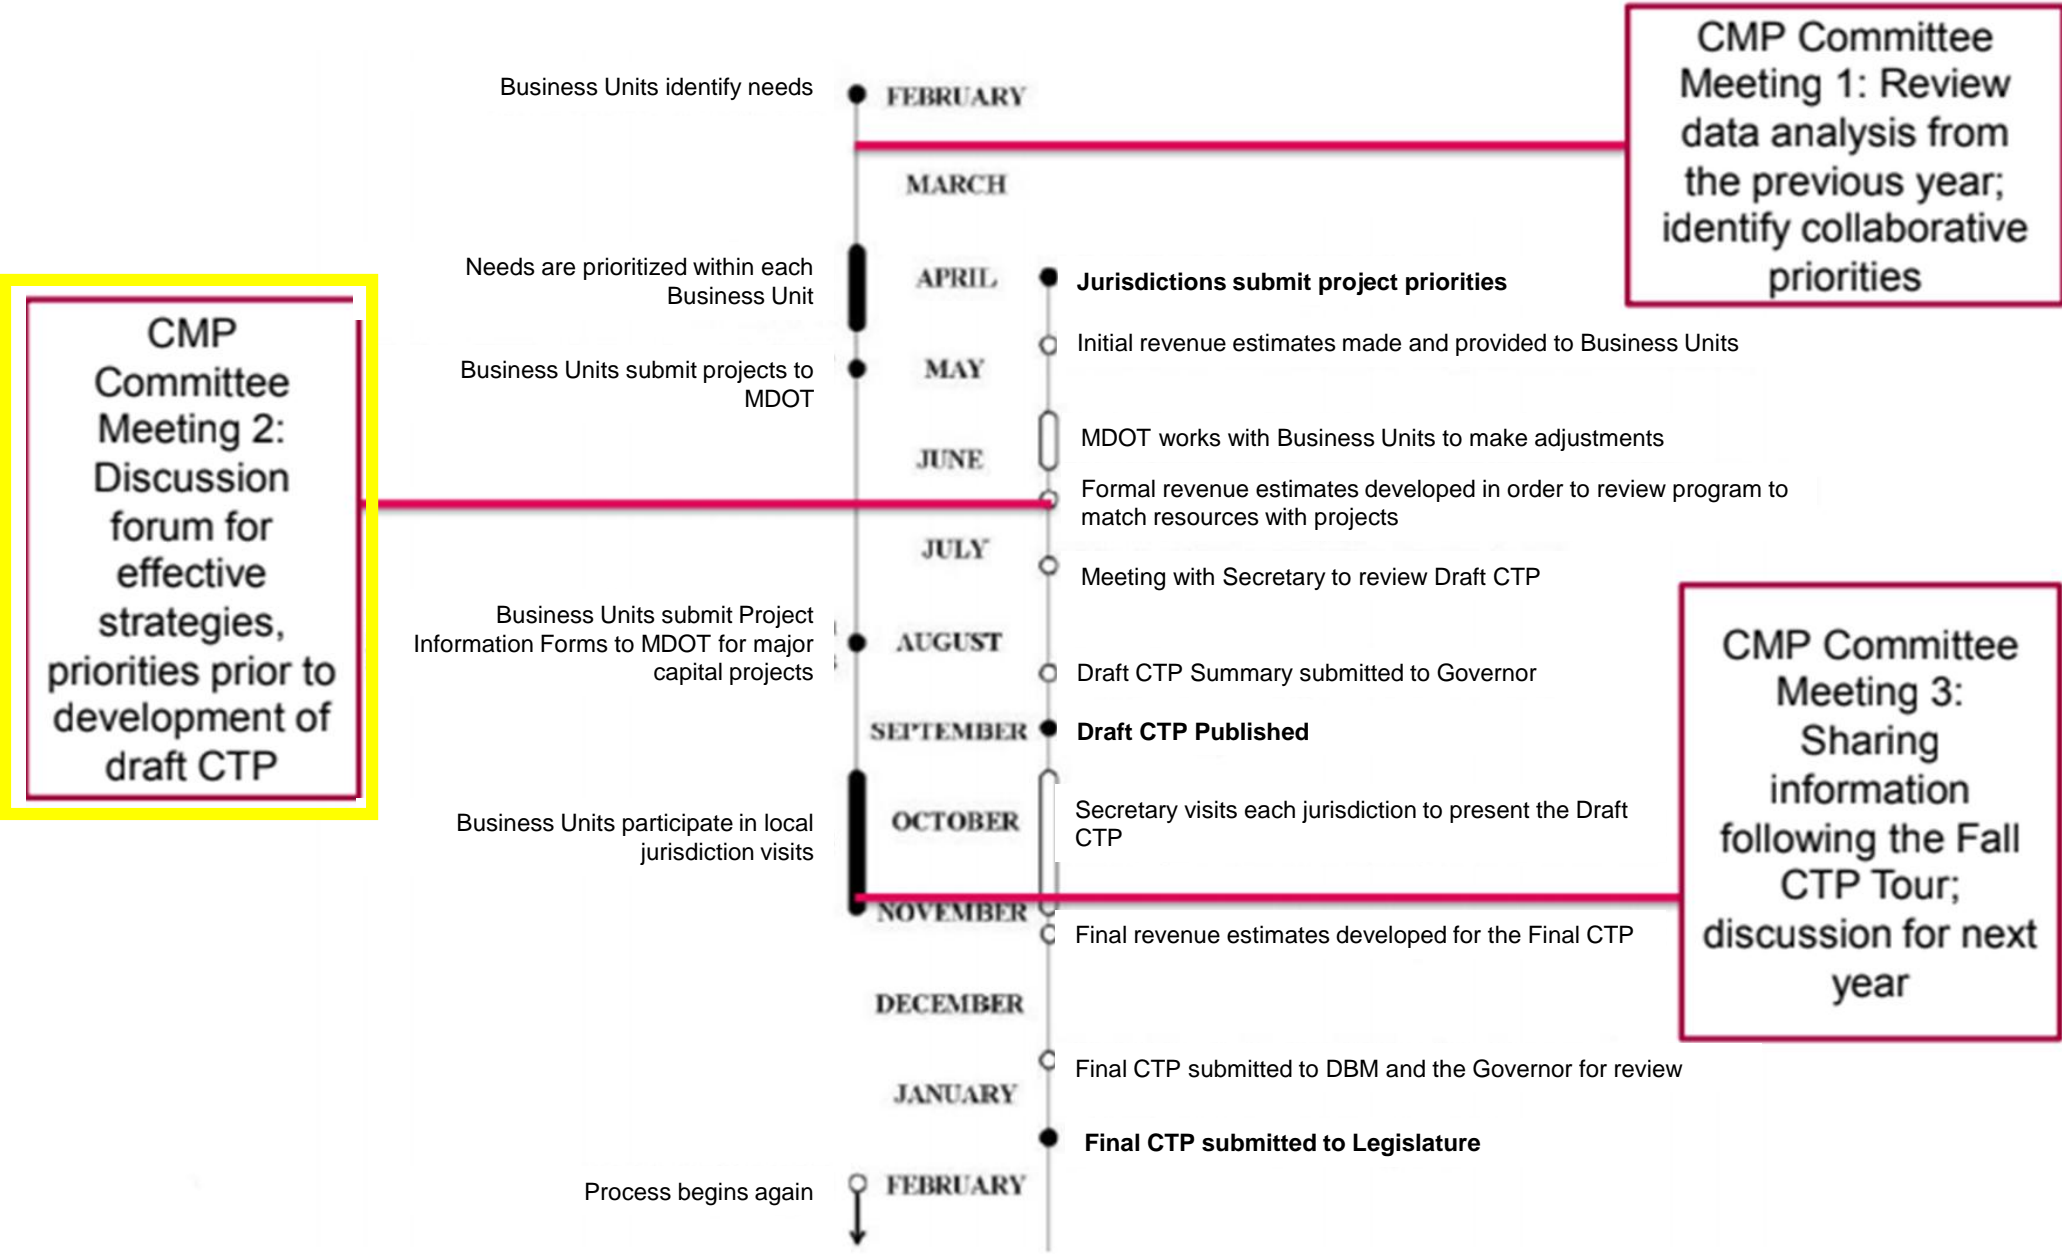 Business Units identify needs
FEBRUARY
CMP Committee
Meeting 1: Review
data analysis from
the previous year;
identify collaborative
priorities
MARCH
Needs are prioritized within each
Business Unit
APRIL
Jurisdictions submit project priorities
Initial revenue estimates made and provided to Business Units
Business Units submit projects to
MDOT
MAY
CMP
Committee
Meeting 2:
Discussion
forum for
effective
strategies,
priorities prior to
development of
draft CTP
MDOT works with Business Units to make adjustments
JUNE
Formal revenue estimates developed in order to review program to
match resources with projects
JULY
Meeting with Secretary to review Draft CTP
Business Units submit Project
Information Forms to MDOT for major
capital projects
AUGUST
Draft CTP Summary submitted to Governor
SEPTEMBER
Draft CTP Published
CMP Committee
Meeting 3:
Sharing
information
following the Fall
CTP Tour;
discussion for next
year
Business Units participate in local
jurisdiction visits
OCTOBER
Secretary visits each jurisdiction to present the Draft
CTP
NOVEMBER
Final revenue estimates developed for the Final CTP
DECEMBER
Final CTP submitted to DBM and the Governor for review
JANUARY
Final CTP submitted to Legislature
Process begins again
FEBRUARY